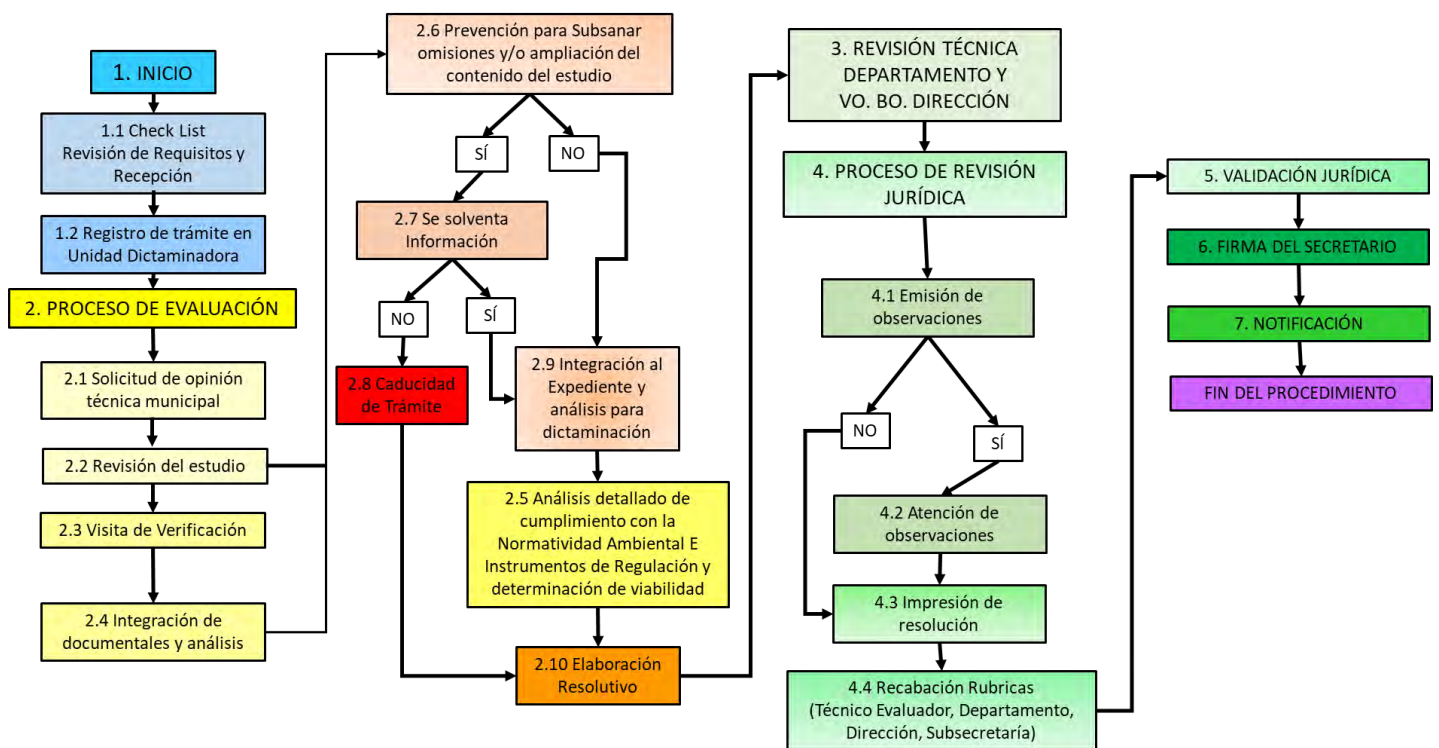 1. INICIO
1.1 Check List
Revisión de Requisitos y
Recepción
1.2 Registro de trámite en
Unidad Dictaminadora
2. PROCESO DE EVALUACIÓN
2.1 Solicitud de opinión
técnica municipal
2.2 Revisión del estudio
2.3 Visita de Verificación
2.4 Integración de
documentales y análisis
2.6 Prevención para Subsanar
omisiones y/o ampliación del
contenido del estudio
SÍ
NO
2.7 Se solventa
Información
NO
SÍ
2.8 Caducidad
de Trámite
2.9 Integración al
Expediente y
análisis para
dictaminación
2.5 Análisis detallado de
cumplimiento con la
Normatividad Ambiental E
Instrumentos de Regulación y
determinación de viabilidad
2.10 Elaboración
Resolutivo
3. REVISIÓN TÉCNICA
DEPARTAMENTO Y
VO. BO. DIRECCIÓN
4. PROCESO DE REVISIÓN
JURÍDICA
4.1 Emisión de
observaciones
NO
SÍ
4.2 Atención de
observaciones
4.3 Impresión de
resolución
4.4 Recabación Rubricas
(Técnico Evaluador, Departamento,
Dirección, Subsecretaría)
5. VALIDACIÓN JURÍDICA
6. FIRMA DEL SECRETARIO
7. NOTIFICACIÓN
FIN DEL PROCEDIMIENTO